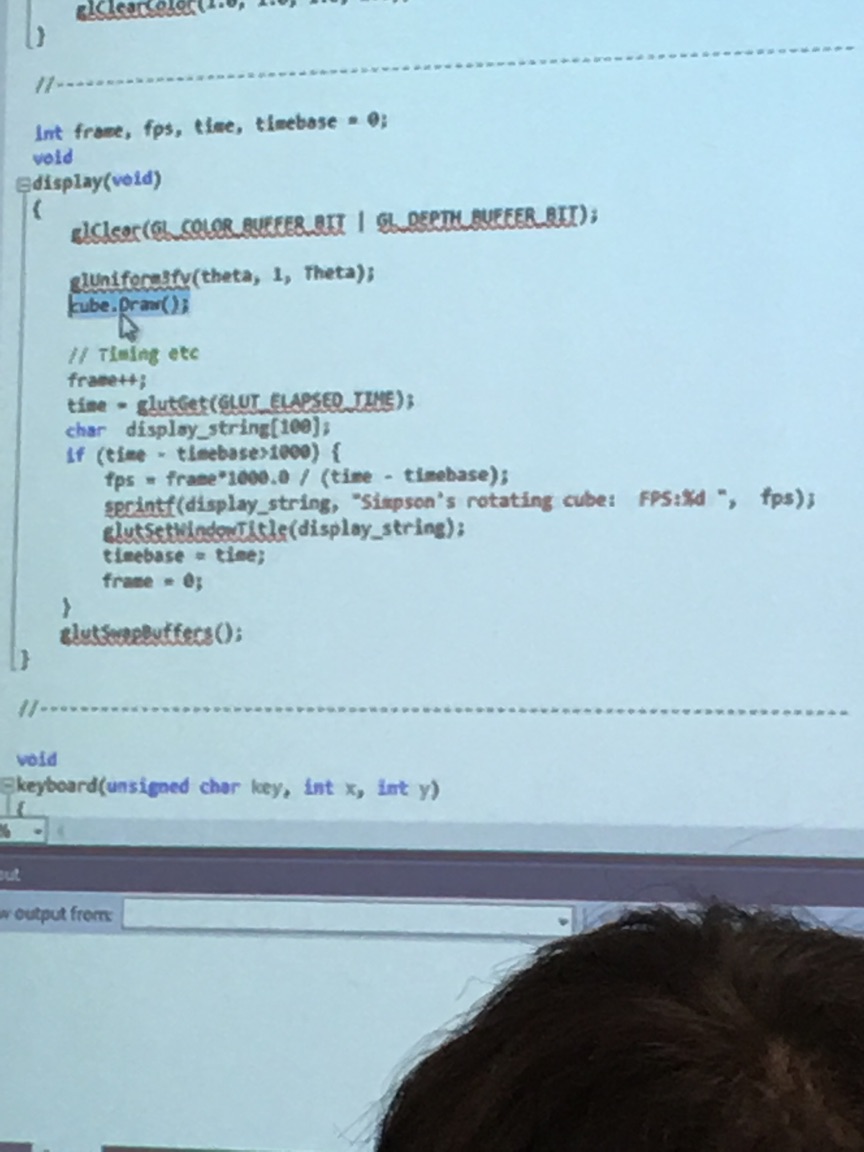 glClearColor(1.0, 1.0,
}
//--------------------------------------------------------------------
int frame, fps, time, timebase = 0;
void
display(void)
{
glClear(GL_COLOR_BUFFER_BIT | GL_DEPTH_BUFFER_BIT);
glUniform3fv(theta, 1, Theta);
cube.Draw();
// Timing etc
frame++;
time = glutGet(GLUT_ELAPSED_TIME);
char display_string[100];
if (time - timebase>1000) {
fps = frame*1000.0 / (time - timebase);
sprintf(display_string, "Simpson's rotating cube: FPS:%d ", fps);
glutSetWindowTitle(display_string);
timebase = time;
frame = 0;
}
glutSwapBuffers();
}
//--------------------------------------------------------------------
void
keyboard(unsigned char key, int x, int y)
{
%
out
w output from: